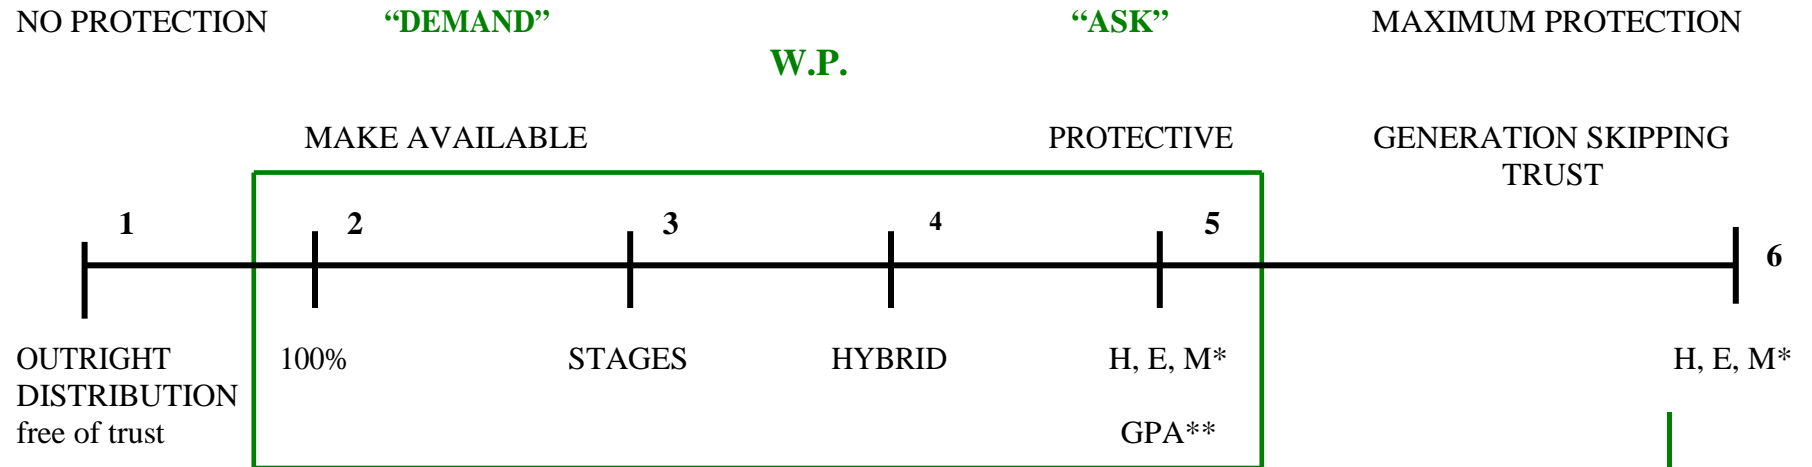 NO PROTECTION “DEMAND” “ASK” MAXIMUM PROTECTION
W.P.
MAKE AVAILABLE PROTECTIVE GENERATION SKIPPING
TRUST
1 2 3 4 5 6
OUTRIGHT 100% STAGES HYBRID H, E, M* H, E, M*
DISTRIBUTION
free of trust GPA**